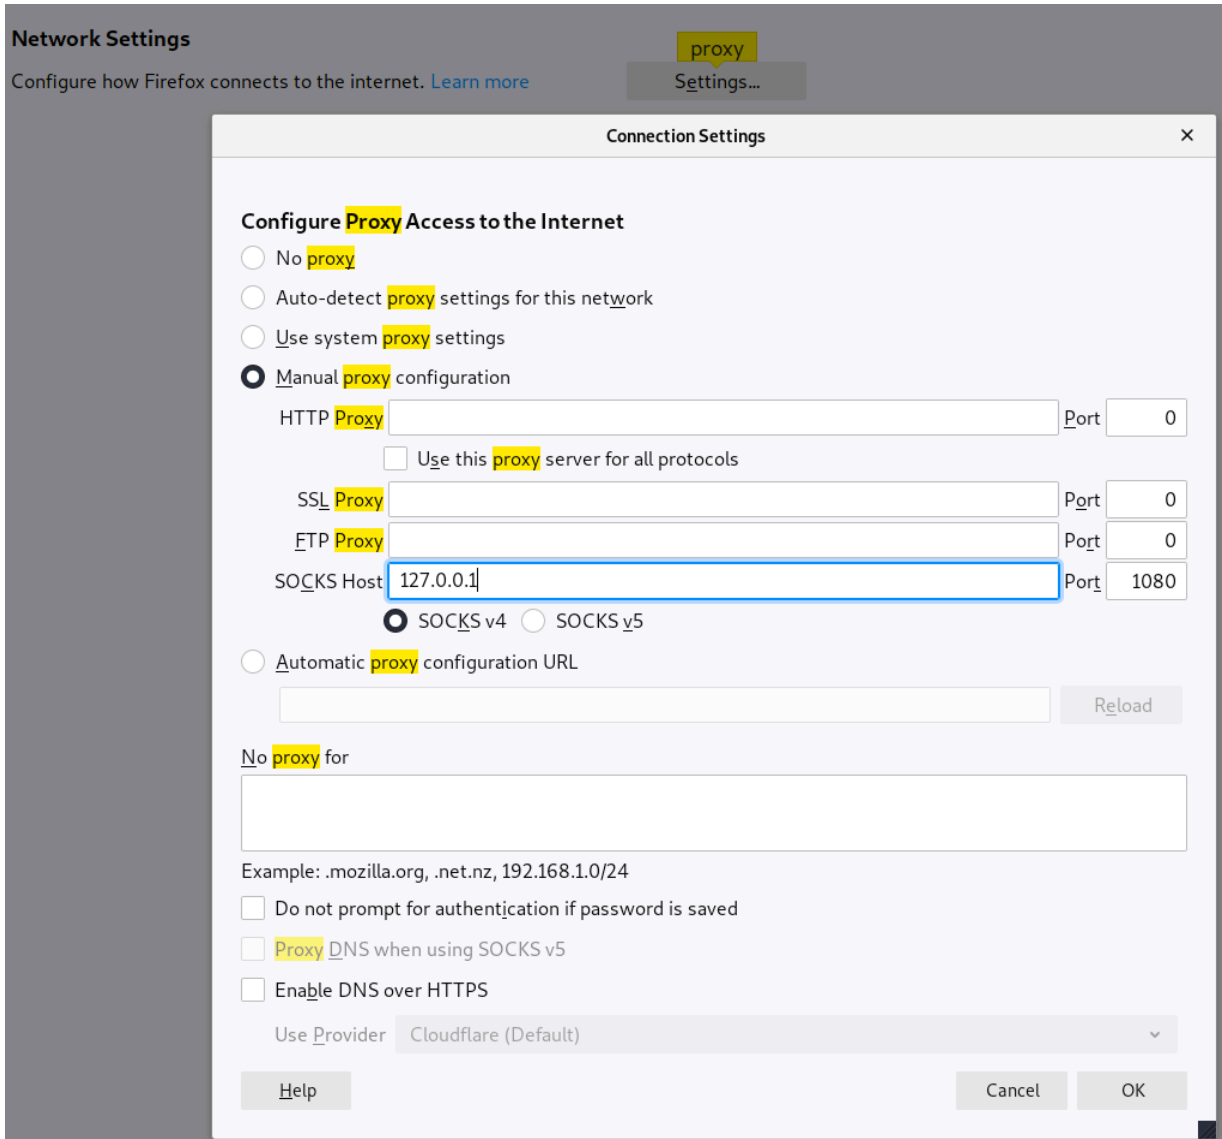 Network Settings
proxy
Configure how Firefox connects to the internet. Learn more
Settings...
Connection Settings
Configure Proxy Access to the Internet
No proxy
Auto-detect proxy settings for this network
Use system proxy settings
Manual proxy configuration
HTTP Proxy Port 0
Use this proxy server for all protocols
SSL Proxy Port 0
FTP Proxy Port 0
SOCKS Host 127.0.0.1 Port 1080
SOCKS v4 SOCKS v5
Automatic proxy configuration URL
Reload
No proxy for
Example: .mozilla.org, .net.nz, 192.168.1.0/24
Do not prompt for authentication if password is saved
Proxy DNS when using SOCKS v5
Enable DNS over HTTPS
Use Provider Cloudflare (Default)
Help Cancel OK